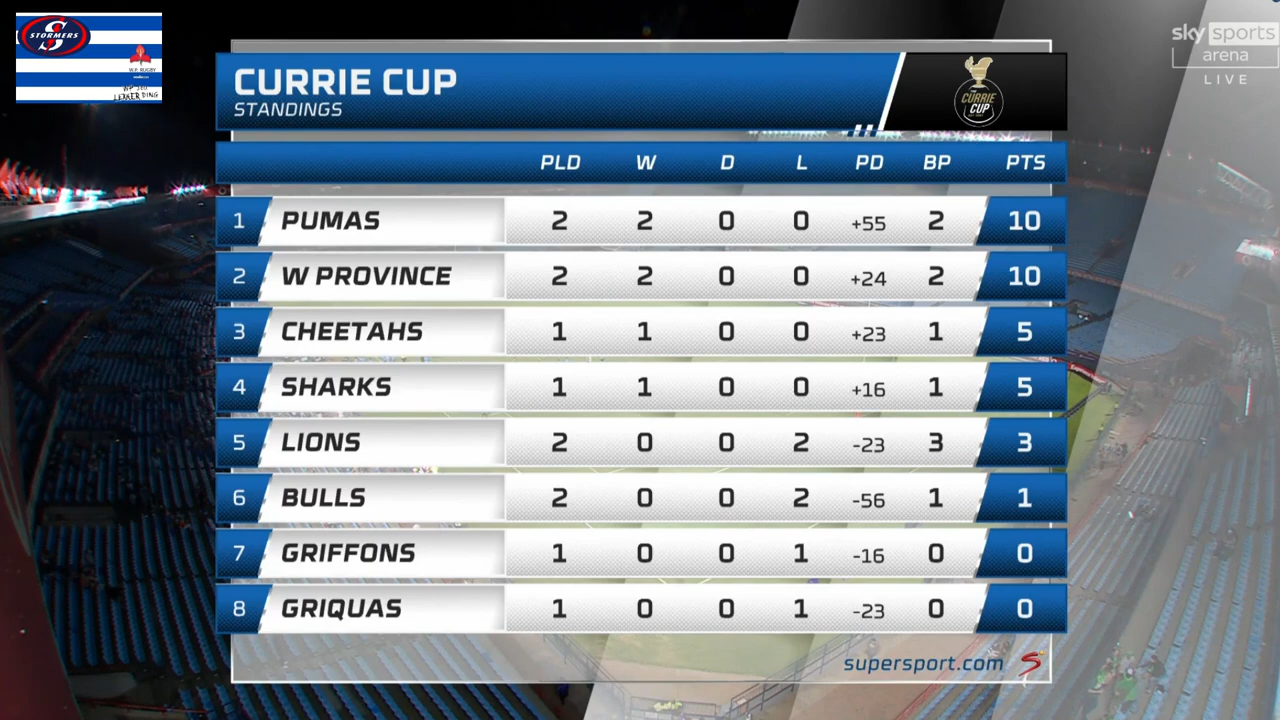 STORMERS
W.P. RUGBY
sky sports
arena
LIVE
CURRIE CUP
STANDINGS
THE
CURRIE
CUP
PLD W D L PD BP PTS
1 PUMAS 2 2 0 0 +55 2 10
2 W PROVINCE 2 2 0 0 +24 2 10
3 CHEETAHS 1 1 0 0 +23 1 5
4 SHARKS 1 1 0 0 +16 1 5
5 LIONS 2 0 0 2 -23 3 3
6 BULLS 2 0 0 2 -56 1 1
7 GRIFFONS 1 0 0 1 -16 0 0
8 GRIQUAS 1 0 0 1 -23 0 0
supersport.com S